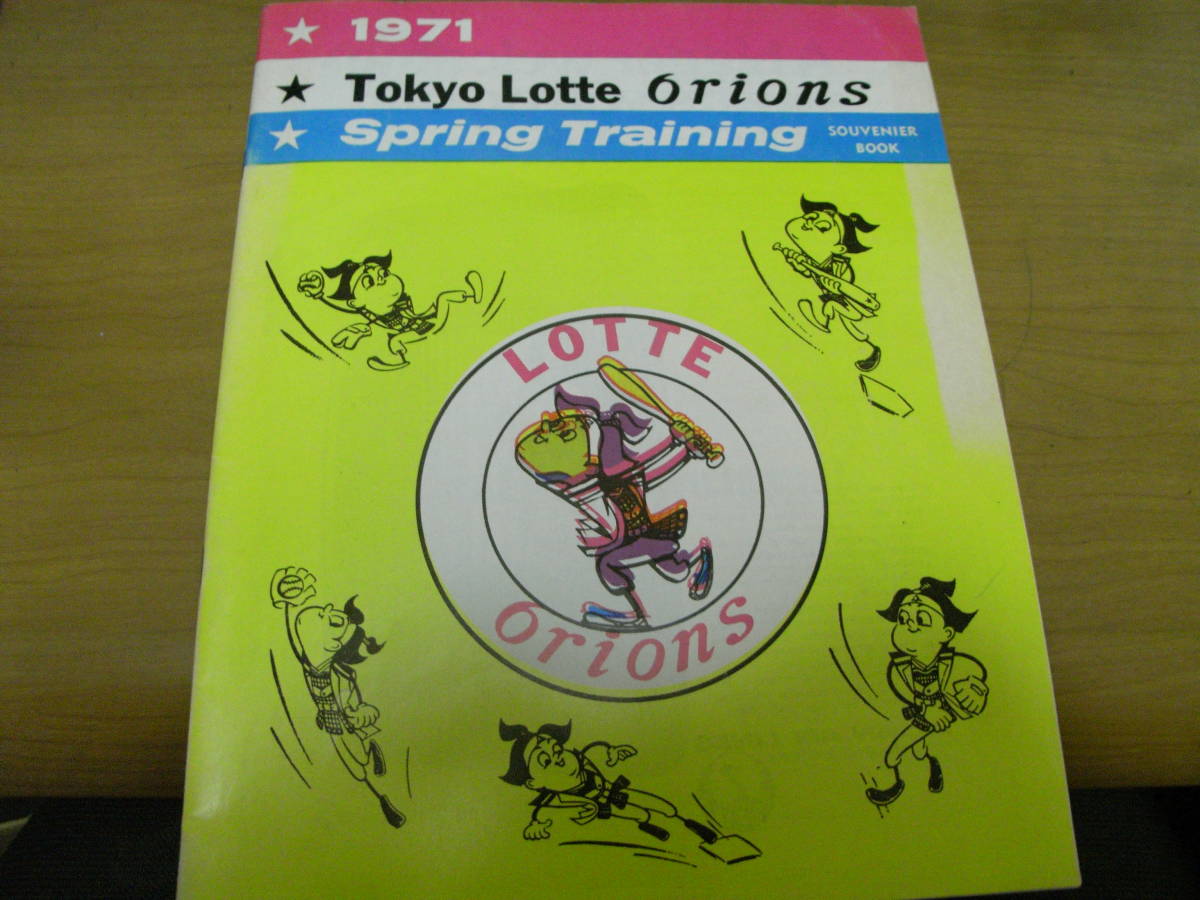 ★ 1971
★ Tokyo Lotte Orions
★ Spring Training SOUVENIER
BOOK
LOTTE
Orions